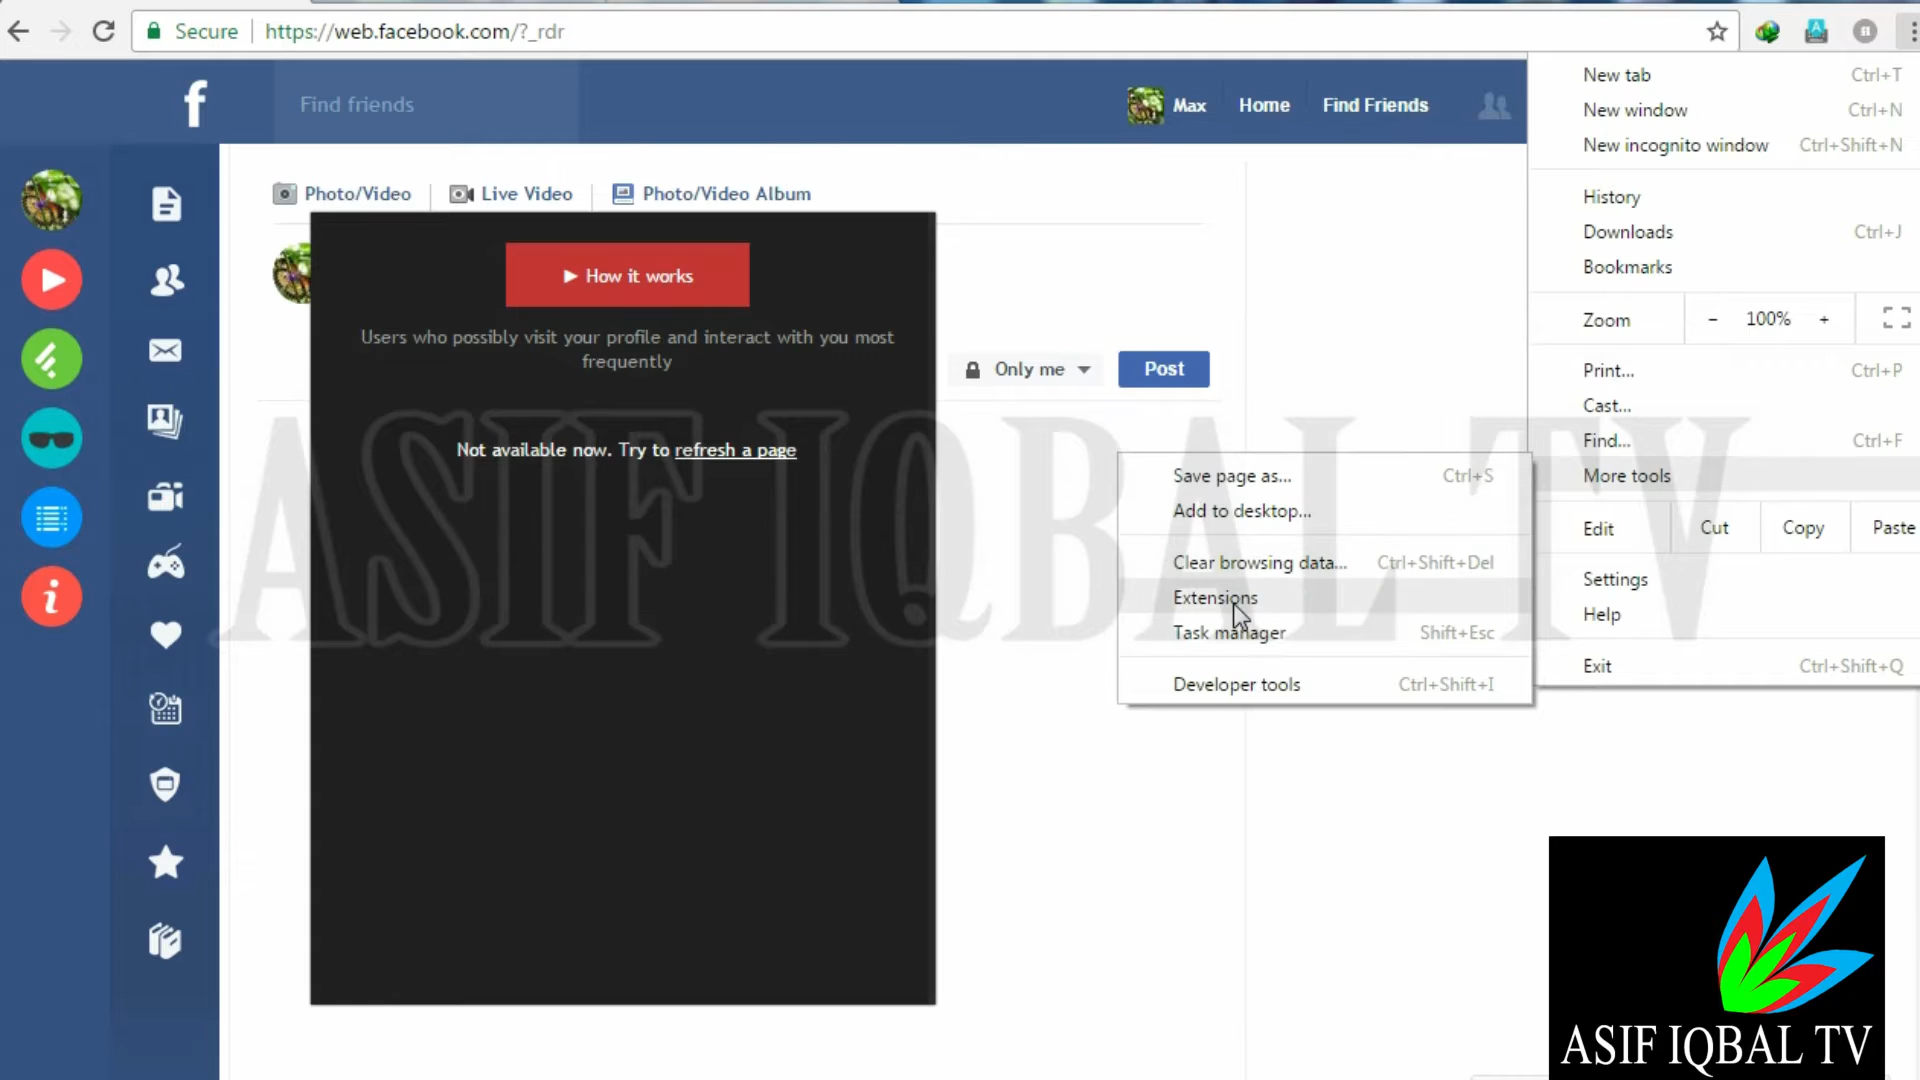 Secure
https://web.facebook.com/?_rdr
f
Find friends
Max
Home
Find Friends
Photo/Video
Live Video
Photo/Video Album
▶ How it works
Users who possibly visit your profile and interact with you most
frequently
Only me
Post
Not available now. Try to refresh a page
New tab Ctrl+T
New window Ctrl+N
New incognito window Ctrl+Shift+N
History
Downloads Ctrl+J
Bookmarks
Zoom - 100% +
Print... Ctrl+P
Cast...
Find... Ctrl+F
More tools
Edit Cut Copy Paste
Settings
Help
Exit Ctrl+Shift+Q
Save page as... Ctrl+S
Add to desktop...
Clear browsing data... Ctrl+Shift+Del
Extensions
Task manager Shift+Esc
Developer tools Ctrl+Shift+I
ASIF IQBAL TV
ASIF IQBAL TV